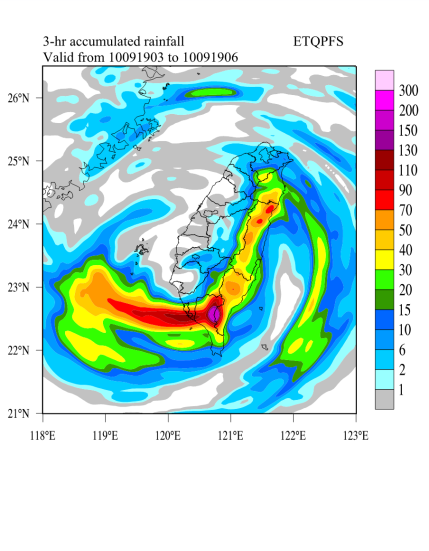 3-hr accumulated rainfall ETQPFS
Valid from 10091903 to 10091906
26°N
25°N
24°N
23°N
22°N
21°N
118°E 119°E 120°E 121°E 122°E 123°E
300
200
150
130
110
90
70
50
40
30
20
15
10
6
2
1